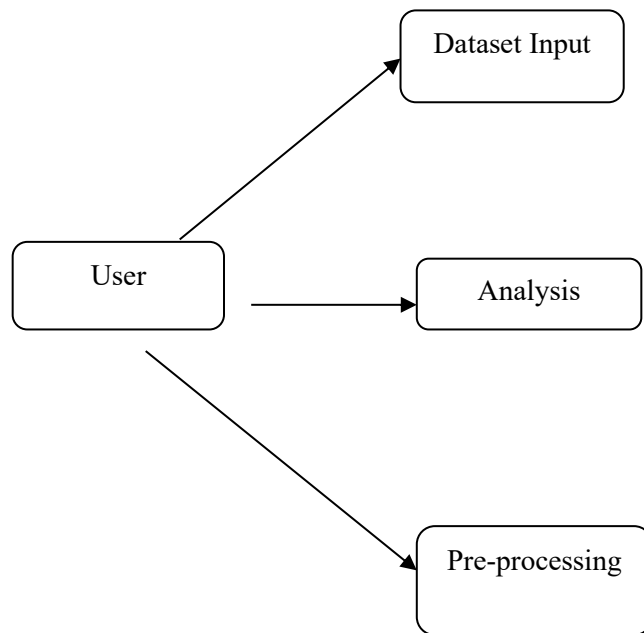 Dataset Input
User
Analysis
Pre-processing